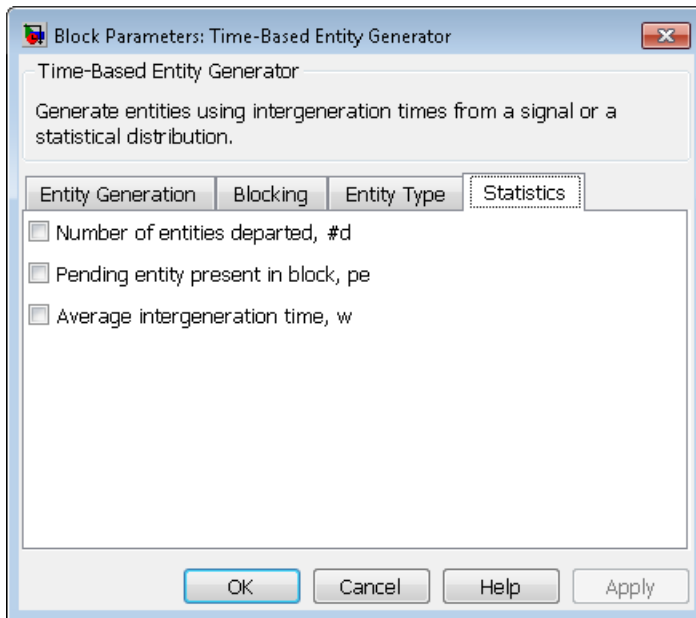 Block Parameters: Time-Based Entity Generator
Time-Based Entity Generator
Generate entities using intergeneration times from a signal or a
statistical distribution.
Entity Generation Blocking Entity Type Statistics
Number of entities departed, #d
Pending entity present in block, pe
Average intergeneration time, w
OK Cancel Help Apply